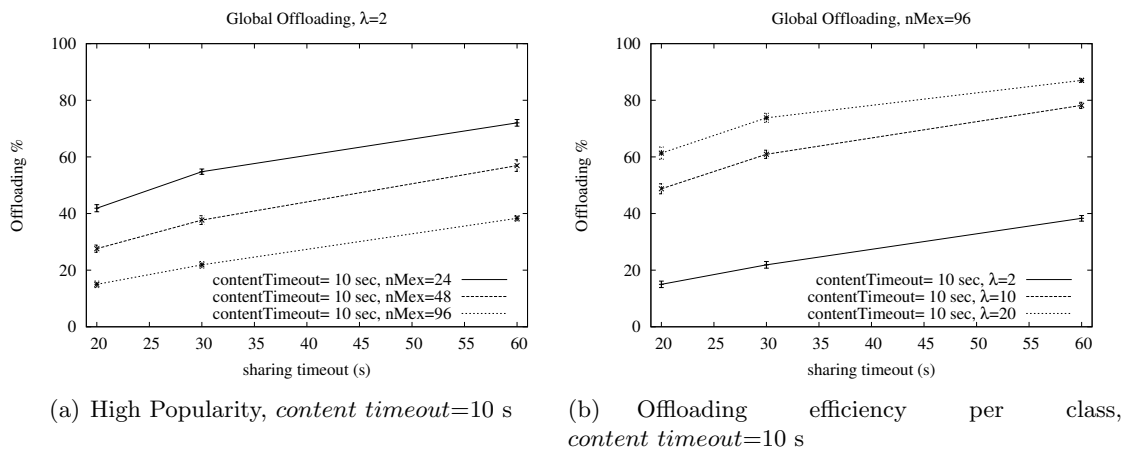 Global Offloading, λ=2
100
80
60
40
20
0
Offloading %
contentTimeout= 10 sec, nMex=24
contentTimeout= 10 sec, nMex=48
contentTimeout= 10 sec, nMex=96
20 25 30 35 40 45 50 55 60
sharing timeout (s)
(a) High Popularity, content timeout=10 s
Global Offloading, nMex=96
100
80
60
40
20
0
Offloading %
contentTimeout= 10 sec, λ=2
contentTimeout= 10 sec, λ=10
contentTimeout= 10 sec, λ=20
20 25 30 35 40 45 50 55 60
sharing timeout (s)
(b) Offloading efficiency per class,
content timeout=10 s